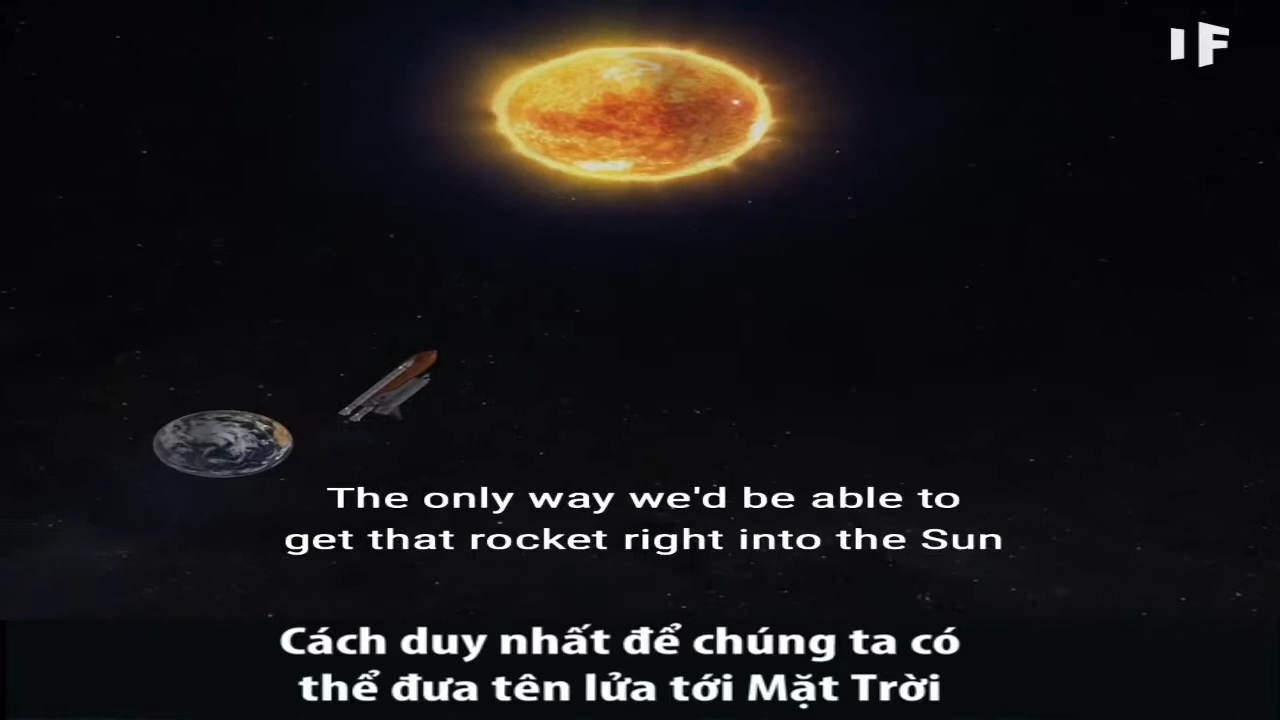 IF
The only way we'd be able to
get that rocket right into the Sun
Cách duy nhất để chúng ta có
thể đưa tên lửa tới Mặt Trời